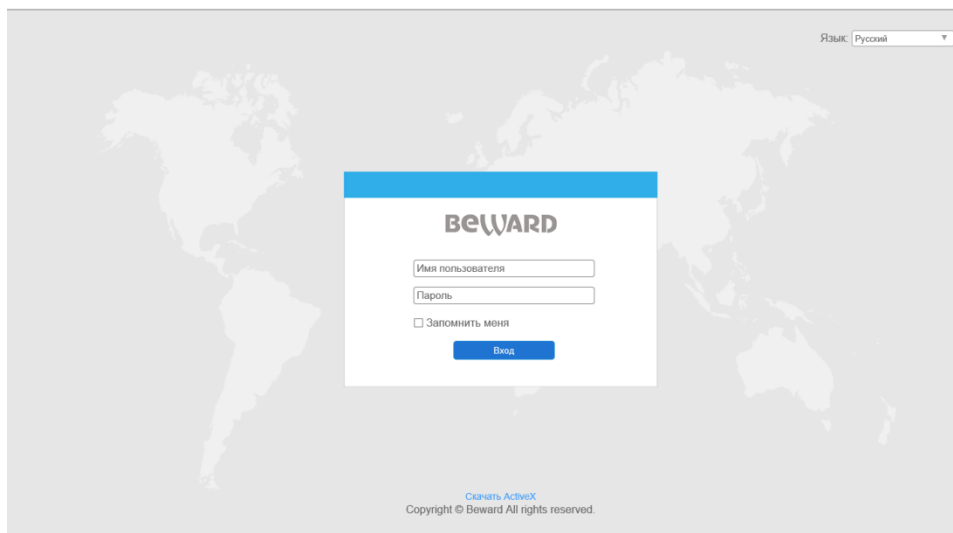 Язык: Русский
BEWARD
Имя пользователя
Пароль
Запомнить меня
Вход
Скачать ActiveX
Copyright © Beward All rights reserved.